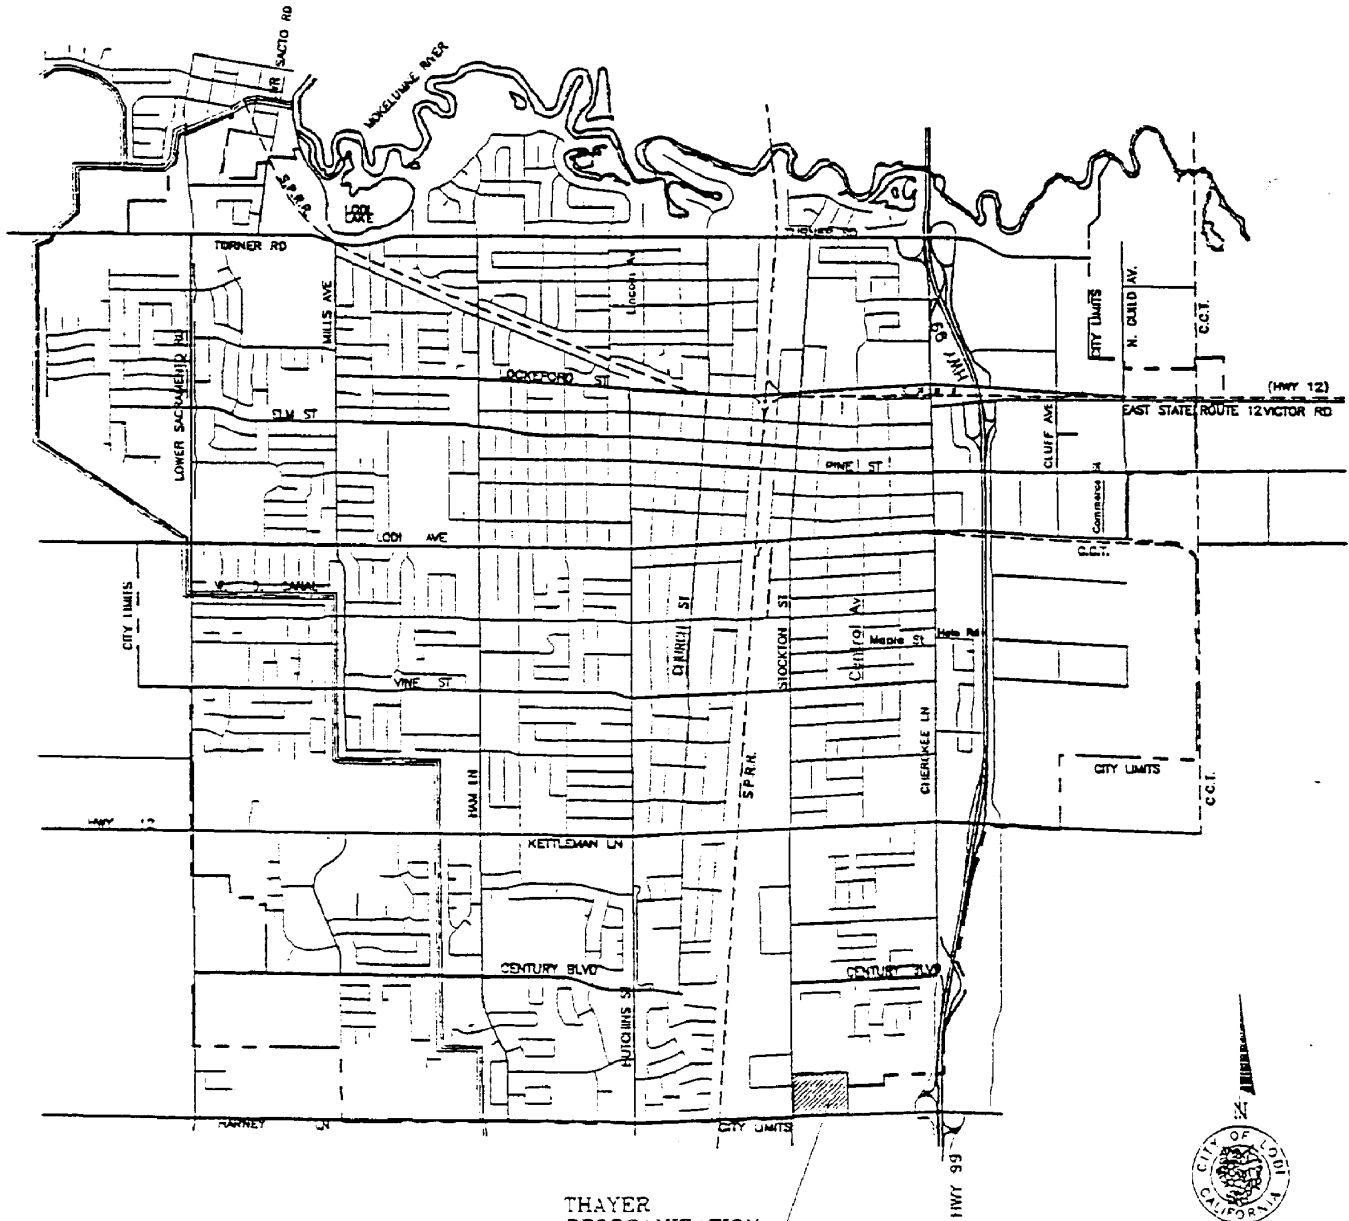 SACTO RD
MOKELUMNE RIVER
S.P.R.R.
LODI
LAKE
TURNER RD
MILLS AVE
Lincoln Av
LOWER SACRAMENTO RD
HWY 99
CITY LIMITS
N. GUILD AV.
C.C.T.
LOCKEFORD ST
(HWY 12)
EAST STATE ROUTE 12 VICTOR RD
ELM ST
CLUFF AVE
PINE ST
Commerce St
LODI AVE
C.C.T.
CANAL
CITY LIMITS
CHURCH ST
STOCKTON ST
Central Av
Maple St
Hale Rd
VINE ST
CHEROKEE LN
S.P.R.R.
HAM LN
CITY LIMITS
C.C.T.
HWY 12
KETTLEMAN LN
CENTURY BLVD
CENTURY BLVD
HUTCHINS ST
HARNEY LN
CITY LIMITS
HWY 99
N
CITY OF LODI
CALIFORNIA
THAYER
REORGANIZATION